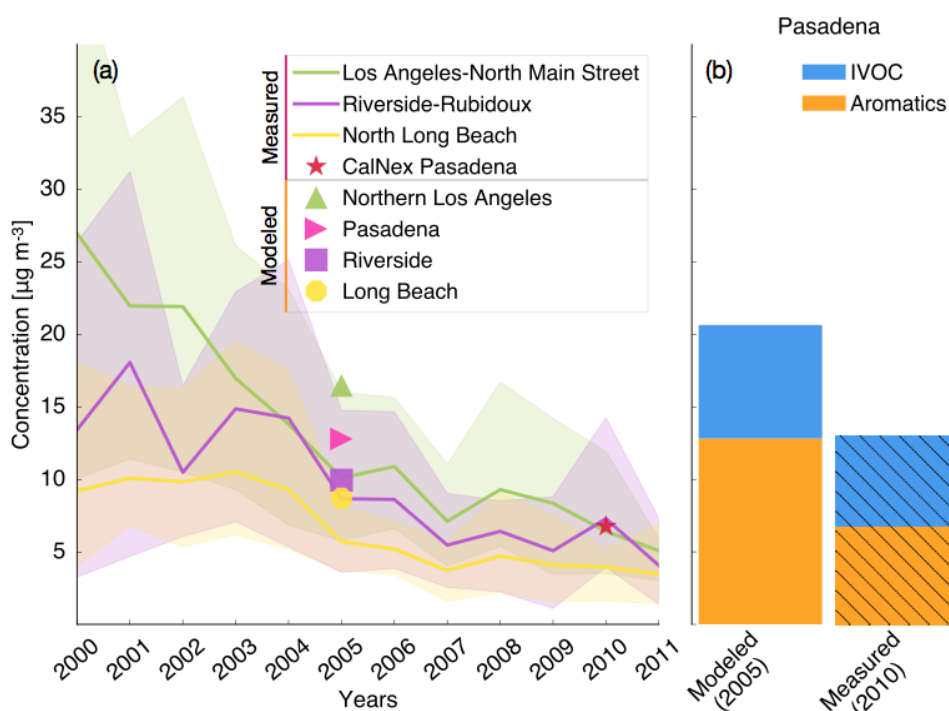 Pasadena
(a)
(b)
Measured
Los Angeles-North Main Street
Riverside-Rubidoux
North Long Beach
CalNex Pasadena
Modeled
Northern Los Angeles
Pasadena
Riverside
Long Beach
IVOC
Aromatics
Concentration [µg m-3]
35
30
25
20
15
10
5
2000
2001
2002
2003
2004
2005
2006
2007
2008
2009
2010
2011
Years
Modeled
(2005)
Measured
(2010)